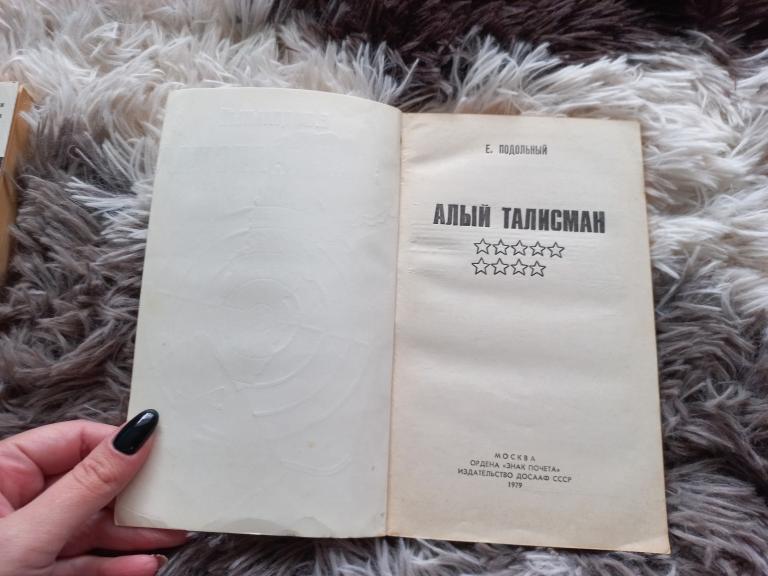 Е. ПОДОЛЬНЫЙ
АЛЫЙ ТАЛИСМАН
МОСКВА
ОРДЕНА «ЗНАК ПОЧЕТА»
ИЗДАТЕЛЬСТВО ДОСААФ СССР
1979